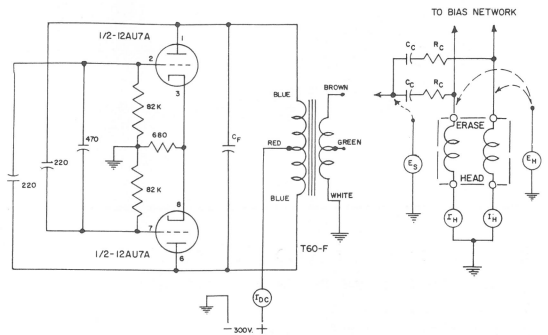 TO BIAS NETWORK
1/2-12AU7A
1
2
3
82 K
680
470
220
220
82 K
8
7
6
1/2-12AU7A
CF
BLUE
RED
BLUE
BROWN
GREEN
WHITE
T60-F
IDC
— 300V. +
CC
RC
CC
RC
ES
ERASE
HEAD
EH
IH
IH